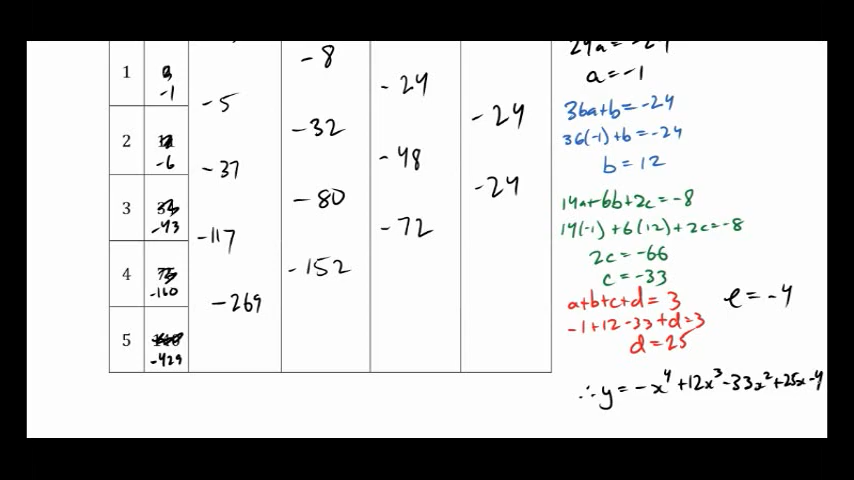 24a = -24
1
-1
-5
-8
-24
a = -1
2
-6
-37
-32
-48
-24
36a+b = -24
36(-1) + b = -24
b = 12
3
-43
-117
-80
-72
-24
14a+6b+2c = -8
14(-1) + 6(12) + 2c = -8
2c = -66
c = -33
4
-160
-269
-152
a+b+c+d = 3
-1+12-33+d=3
d = 25
e = -4
5
-429
∴ y = -x⁴ + 12x³ - 33x² + 25x - 4